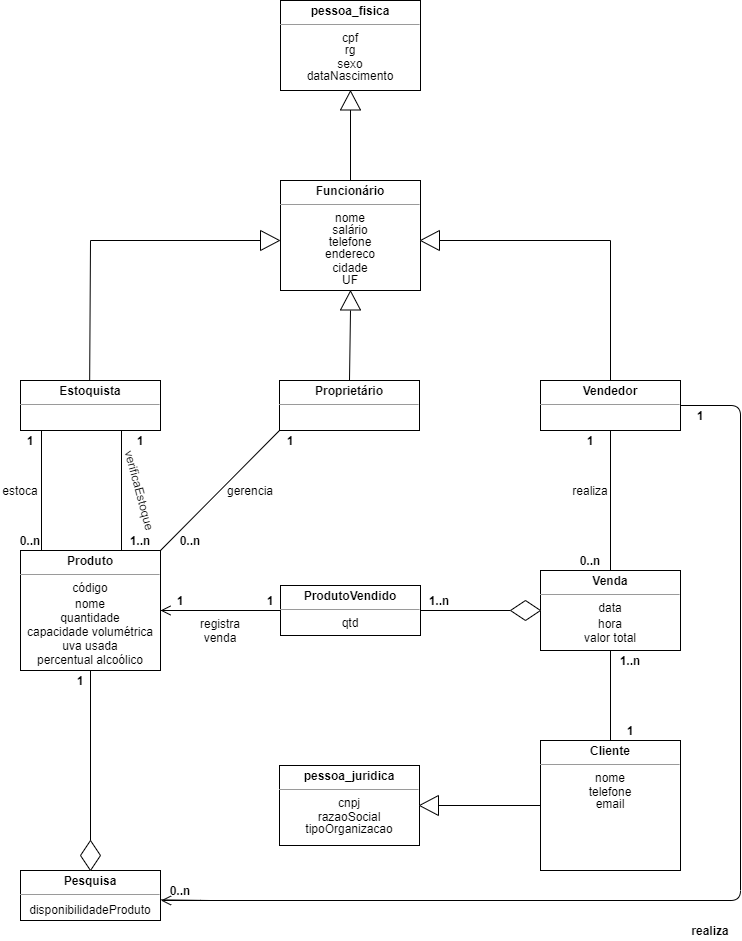 pessoa_fisica
cpf
rg
sexo
dataNascimento
Funcionário
nome
salário
telefone
endereco
cidade
UF
Estoquista
Proprietário
Vendedor
1
1
1
1
1
estoca
verificaEstoque
gerencia
realiza
0..n
1..n
0..n
0..n
Produto
código
nome
quantidade
capacidade volumétrica
uva usada
percentual alcoólico
1
registra
venda
1
ProdutoVendido
qtd
1..n
Venda
data
hora
valor total
1
1..n
1
pessoa_juridica
cnpj
razaoSocial
tipoOrganizacao
Cliente
nome
telefone
email
Pesquisa
disponibilidadeProduto
0..n
realiza